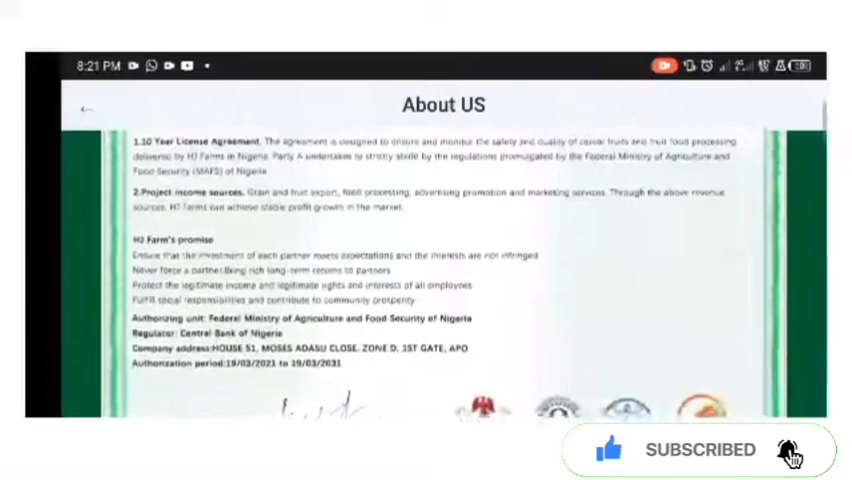 8:21 PM
About US
1.10 Year License Agreement. The agreement is designed to ensure and monitor the safety and quality of cereal fruits and fruit food processing
delivered by HJ Farms in Nigeria. Party A undertakes to strictly abide by the regulations promulgated by the Federal Ministry of Agriculture and
Food Security (MAFS) of Nigeria
2.Project income sources. Grain and fruit export, food processing, advertising promotion and marketing services. Through the above revenue
sources, HJ Farms can achieve stable profit growth in the market.
HJ Farm's promise
Ensure that the investment of each partner meets expectations and the interests are not infringed
Never force a partner.Bring rich long-term returns to partners
Protect the legitimate income and legitimate rights and interests of all employees
Fulfill social responsibilities and contribute to community prosperity
Authorizing unit: Federal Ministry of Agriculture and Food Security of Nigeria
Regulator: Central Bank of Nigeria
Company address:HOUSE 51, MOSES ADASU CLOSE, ZONE D, 1ST GATE, APO
Authorization period:19/03/2021 to 19/03/2031
SUBSCRIBED